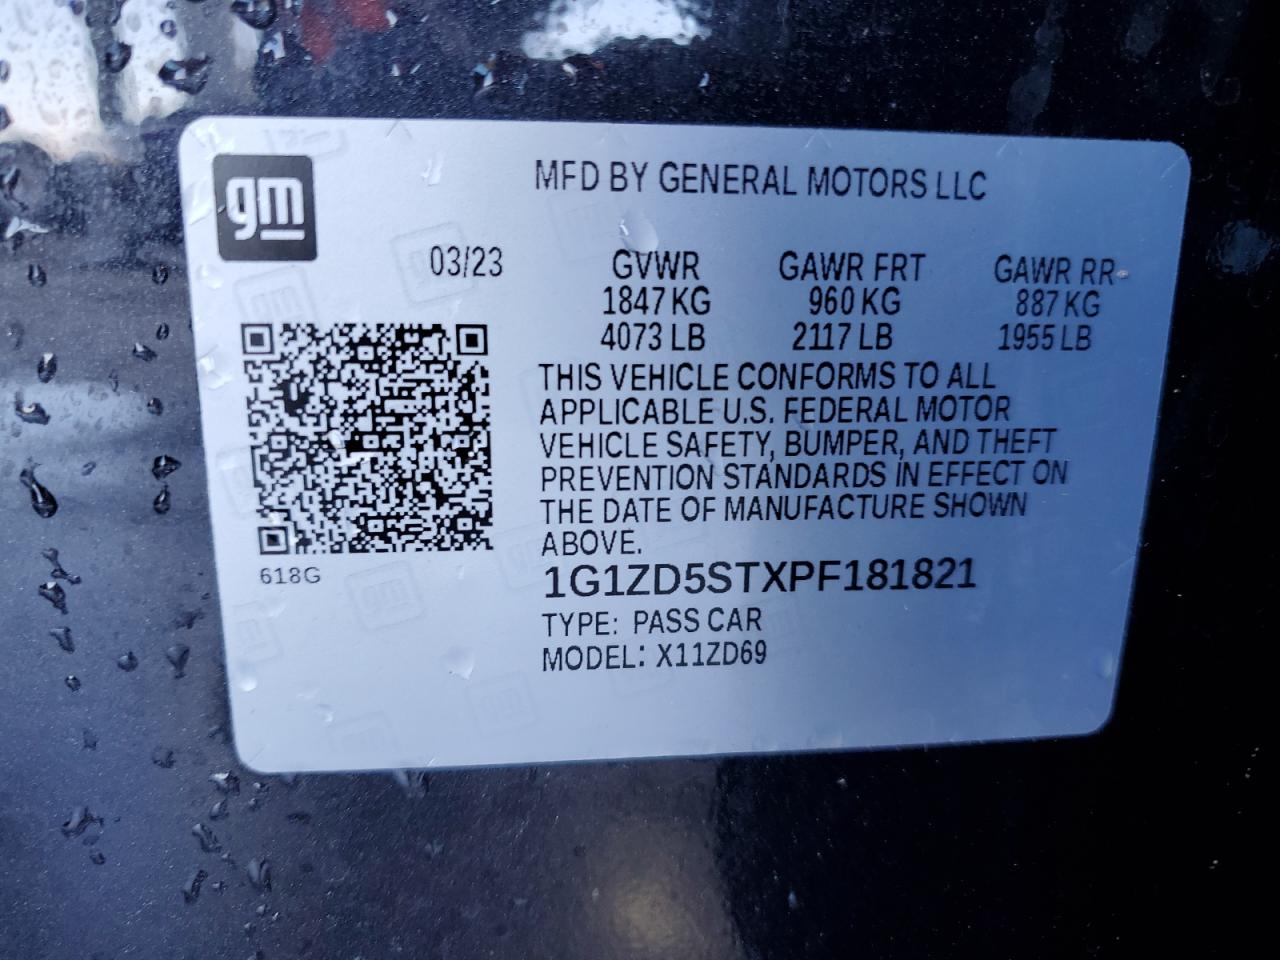 gm
MFD BY GENERAL MOTORS LLC
03/23 GVWR GAWR FRT GAWR RR
1847 KG 960 KG 887 KG
4073 LB 2117 LB 1955 LB
THIS VEHICLE CONFORMS TO ALL
APPLICABLE U.S. FEDERAL MOTOR
VEHICLE SAFETY, BUMPER, AND THEFT
PREVENTION STANDARDS IN EFFECT ON
THE DATE OF MANUFACTURE SHOWN
ABOVE.
618G
1G1ZD5STXPF181821
TYPE: PASS CAR
MODEL: X11ZD69